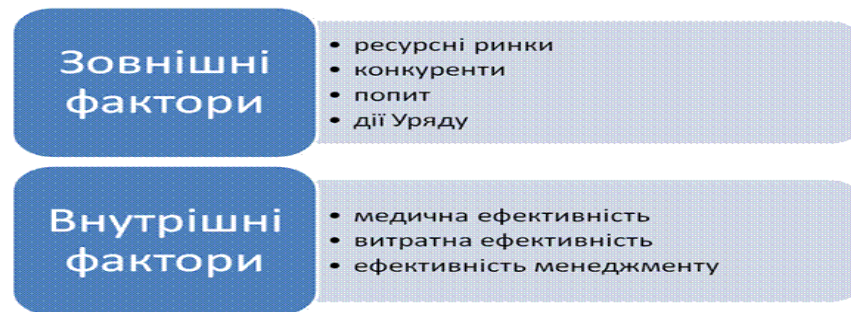 Зовнішні
фактори
• ресурсні ринки
• конкуренти
• попит
• дії Уряду
Внутрішні
фактори
• медична ефективність
• витратна ефективність
• ефективність менеджменту